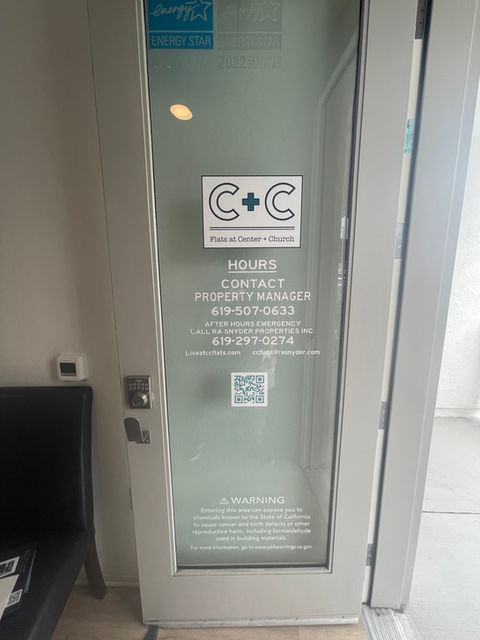 energy
energy
ENERGY STAR
ENERGY STAR
2022
C+C
Flats at Center + Church
HOURS
CONTACT
PROPERTY MANAGER
619-507-0633
AFTER HOURS EMERGENCY
CALL RA SNYDER PROPERTIES INC
619-297-0274
Liveatccflats.com ccflats@rasnyder.com
⚠ WARNING
Entering this area can expose you to
chemicals known to the State of California
to cause cancer and birth defects or other
reproductive harm, including formaldehyde
used in building materials.
For more information, go to www.p65warnings.ca.gov